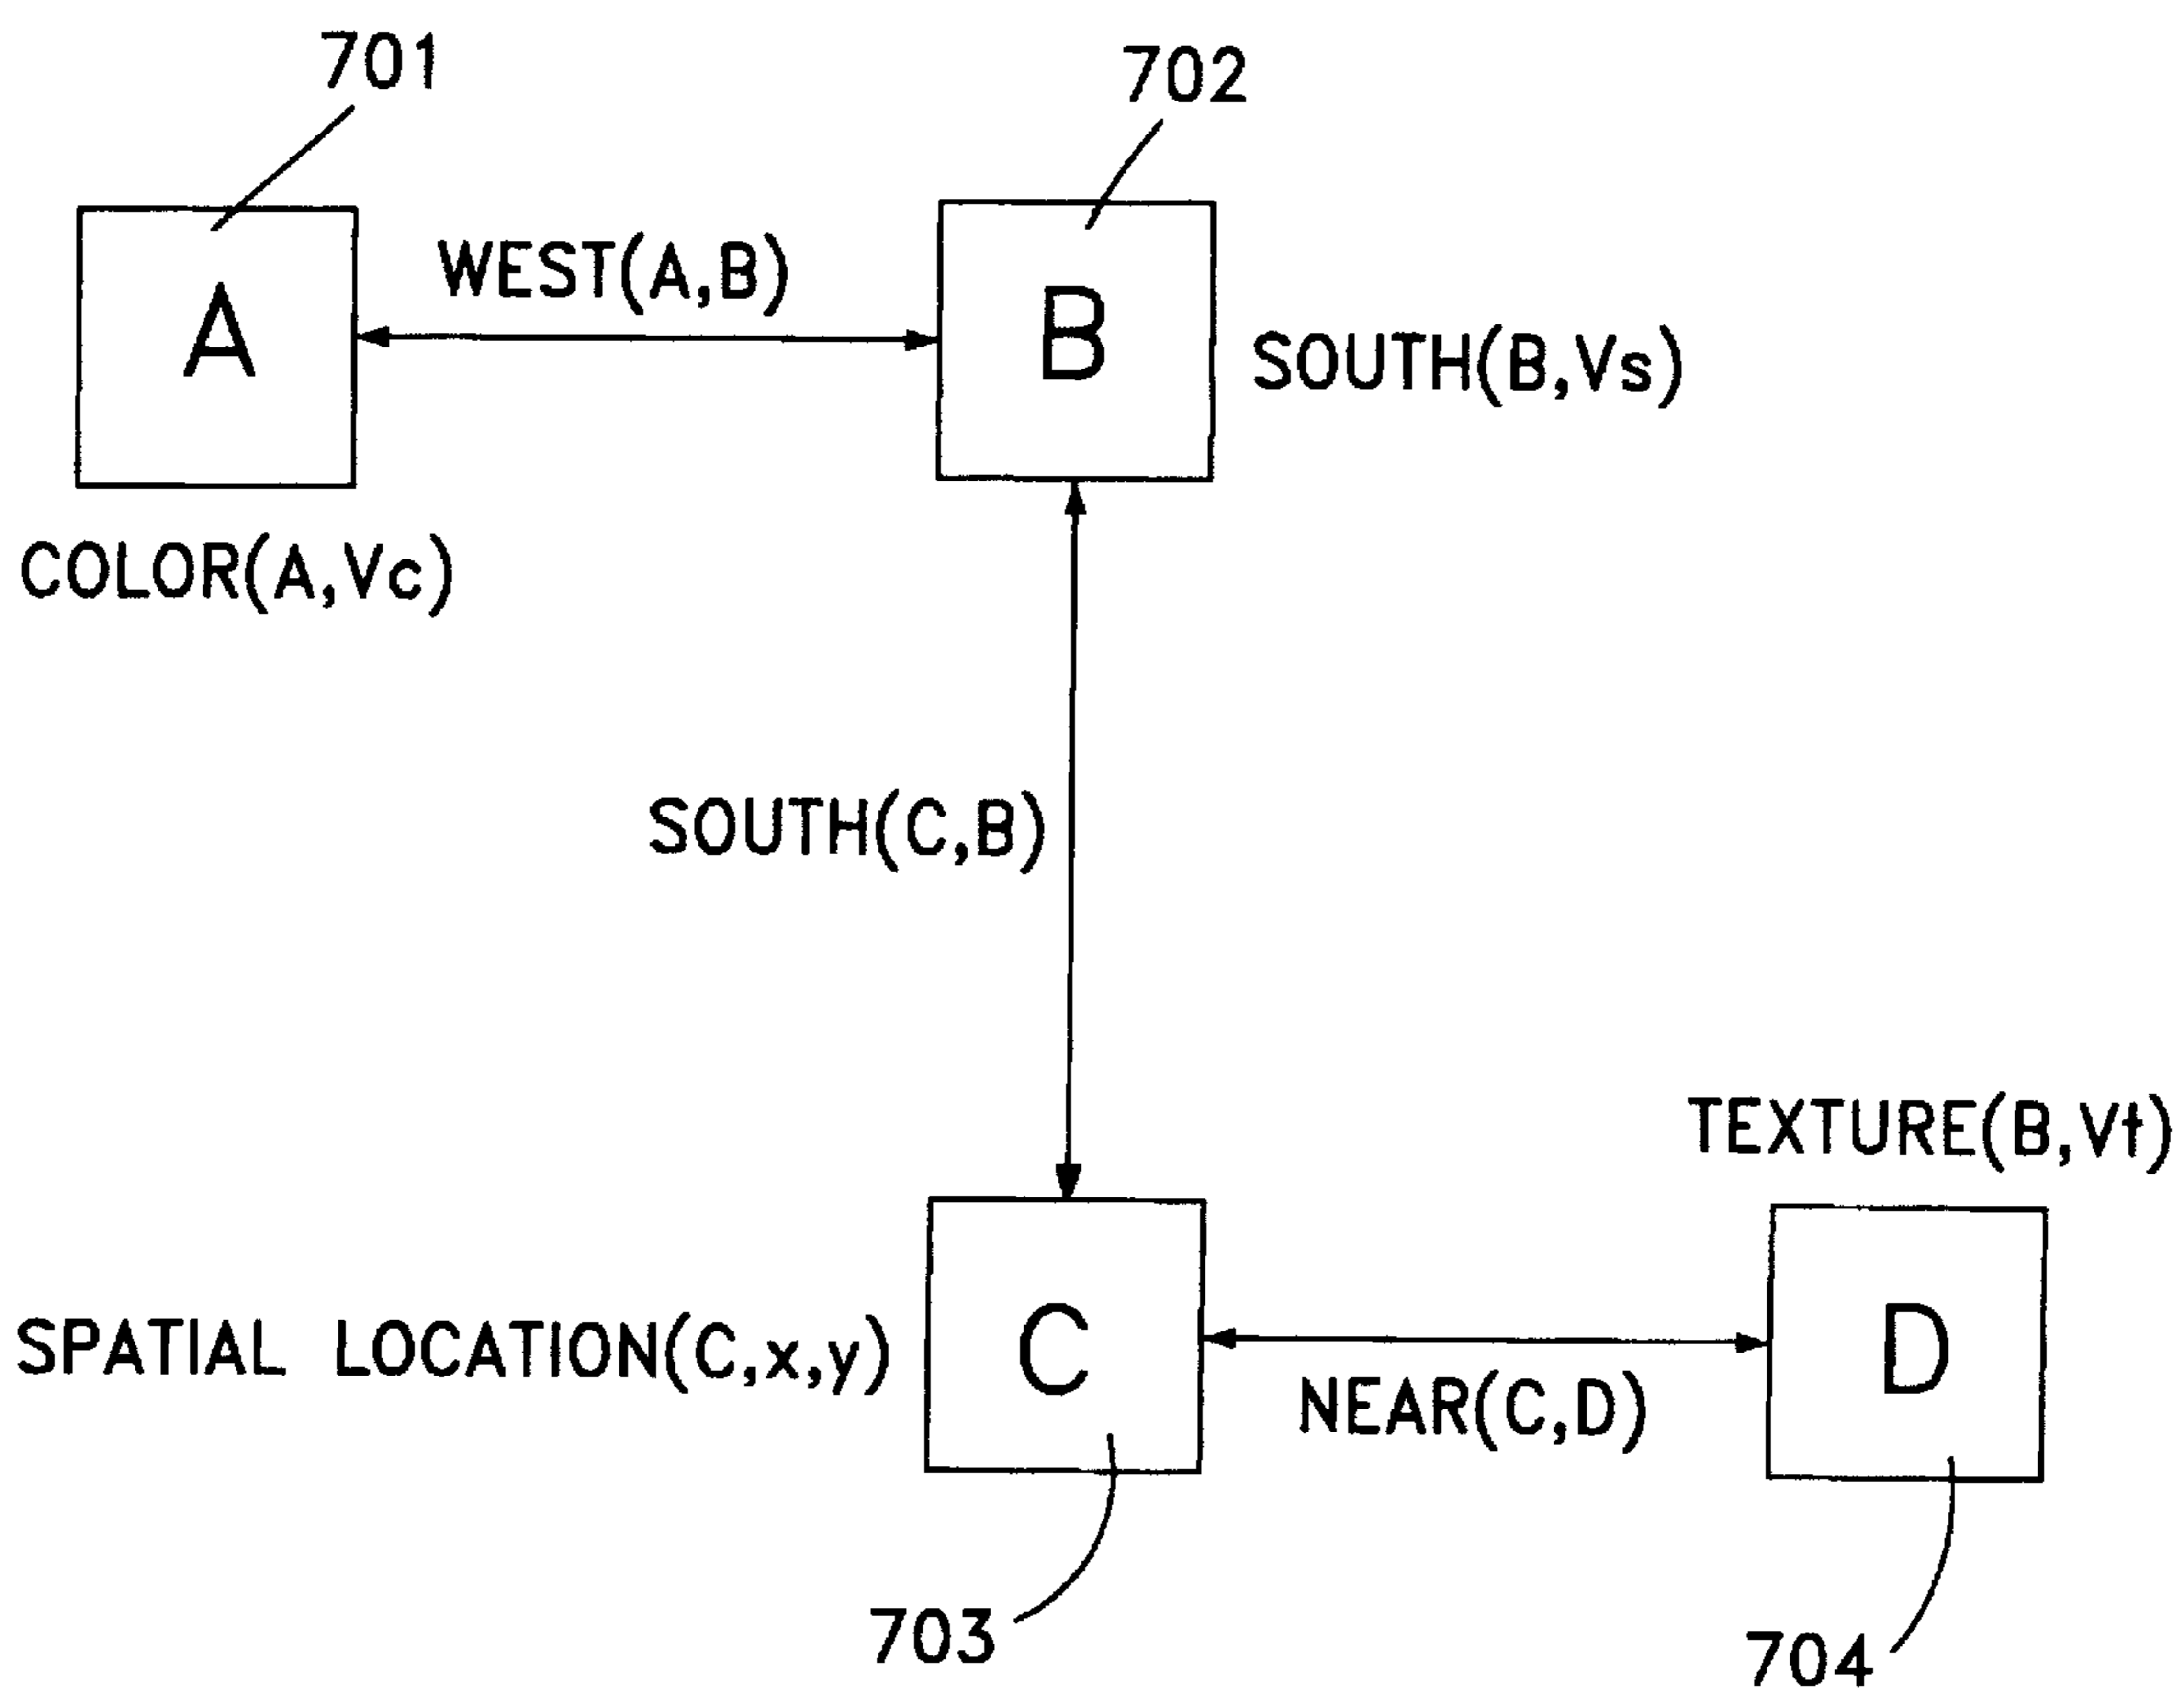 701
702
WEST(A,B)
A
B
SOUTH(B,Vs)
COLOR(A,Vc)
SOUTH(C,B)
TEXTURE(B,Vt)
SPATIAL LOCATION(C,x,y)
C
D
NEAR(C,D)
703
704